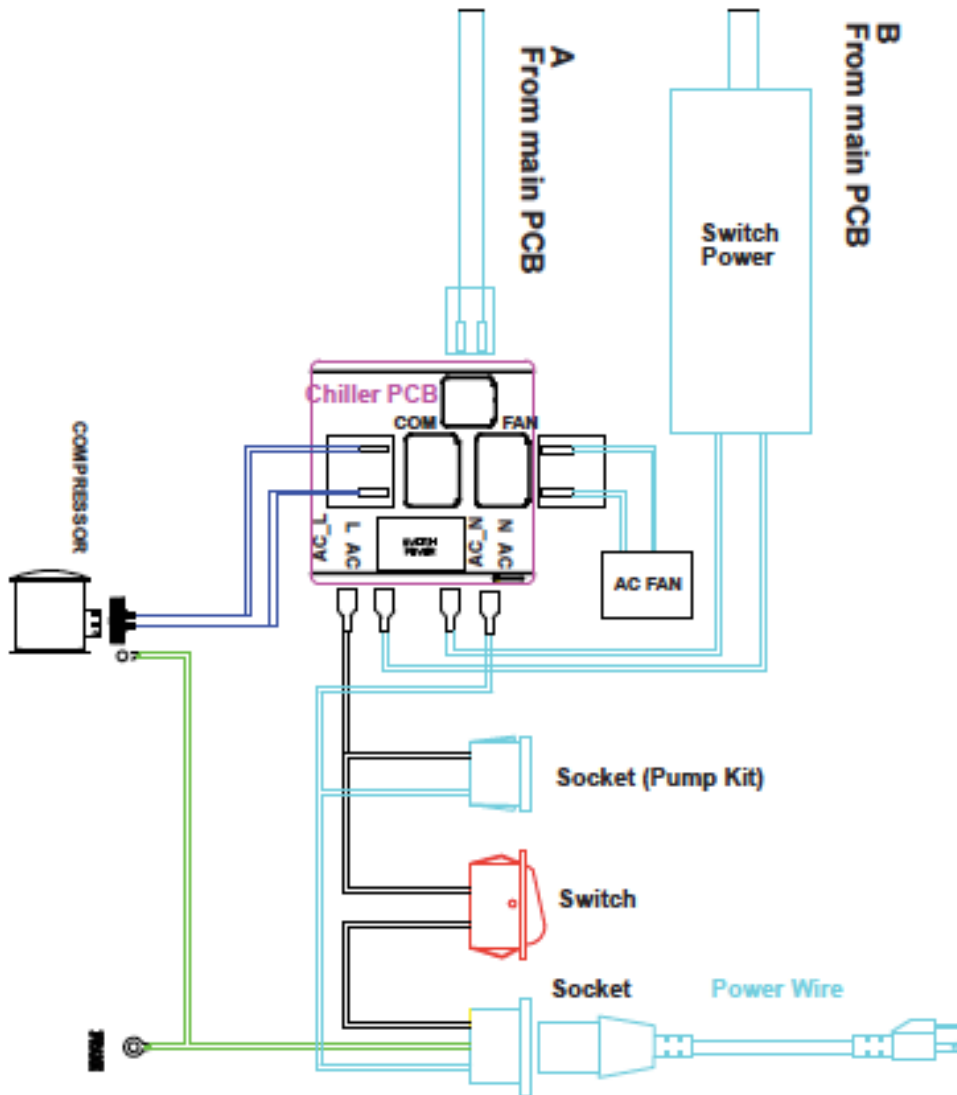 A
From main PCB
B
From main PCB
Switch
Power
Chiller PCB
COM
FAN
COMPRESSOR
AC_L
L AC
N_AC
N AC
AC FAN
Socket (Pump Kit)
Switch
Socket
Power Wire